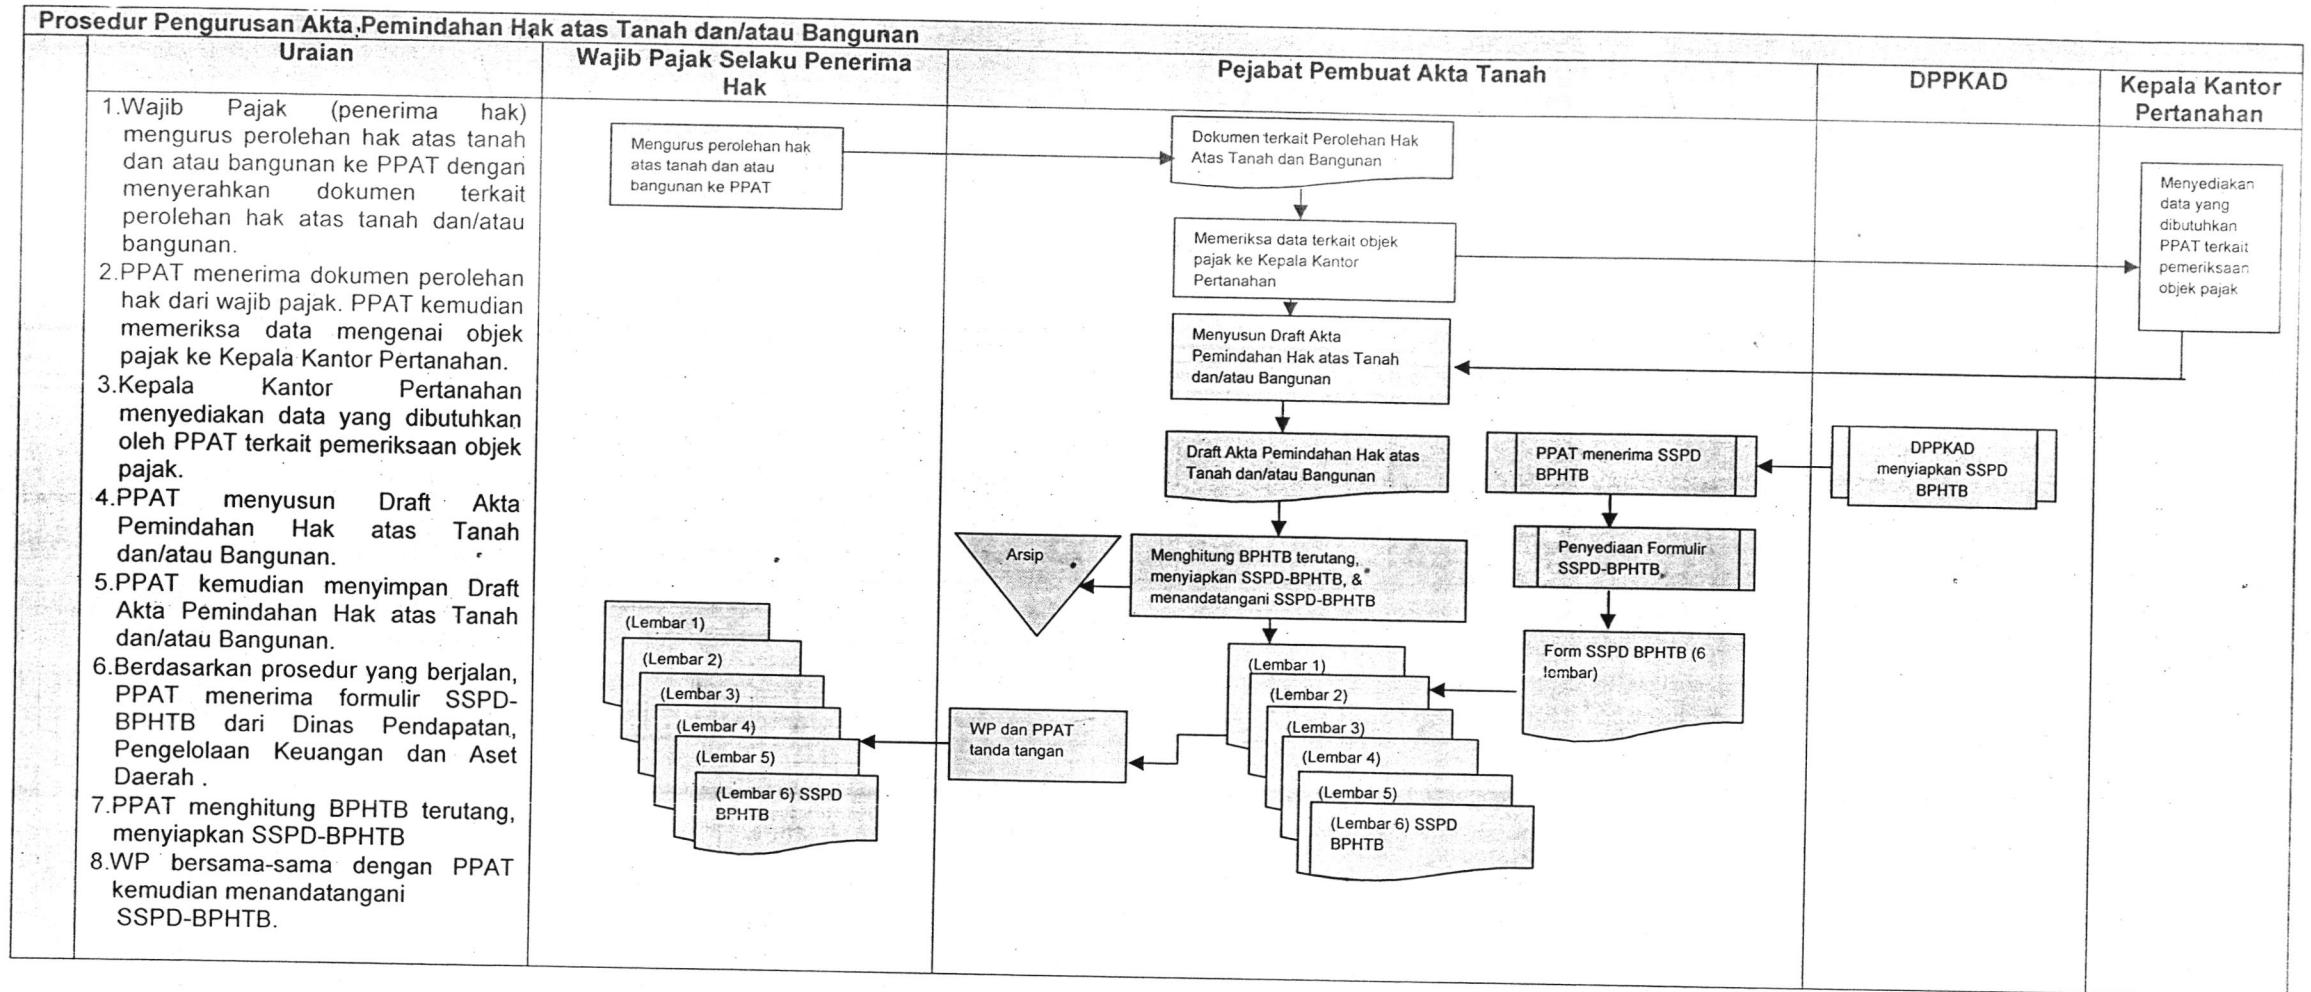 Prosedur Pengurusan Akta Pemindahan Hak atas Tanah dan/atau Bangunan
Uraian
Wajib Pajak Selaku Penerima
Hak
Pejabat Pembuat Akta Tanah
DPPKAD
Kepala Kantor
Pertanahan
1.Wajib Pajak (penerima hak)
mengurus perolehan hak atas tanah
dan atau bangunan ke PPAT dengan
menyerahkan dokumen terkait
perolehan hak atas tanah dan/atau
bangunan.
2.PPAT menerima dokumen perolehan
hak dari wajib pajak. PPAT kemudian
memeriksa data mengenai objek
pajak ke Kepala Kantor Pertanahan.
3.Kepala Kantor Pertanahan
menyediakan data yang dibutuhkan
oleh PPAT terkait pemeriksaan objek
pajak.
4.PPAT menyusun Draft Akta
Pemindahan Hak atas Tanah
dan/atau Bangunan.
5.PPAT kemudian menyimpan Draft
Akta Pemindahan Hak atas Tanah
dan/atau Bangunan.
6.Berdasarkan prosedur yang berjalan,
PPAT menerima formulir SSPD-
BPHTB dari Dinas Pendapatan,
Pengelolaan Keuangan dan Aset
Daerah .
7.PPAT menghitung BPHTB terutang,
menyiapkan SSPD-BPHTB
8.WP bersama-sama dengan PPAT
kemudian menandatangani
SSPD-BPHTB.
Mengurus perolehan hak
atas tanah dan atau
bangunan ke PPAT
(Lembar 1)
(Lembar 2)
(Lembar 3)
(Lembar 4)
(Lembar 5)
(Lembar 6) SSPD
BPHTB
Dokumen terkait Perolehan Hak
Atas Tanah dan Bangunan
Memeriksa data terkait objek
pajak ke Kepala Kantor
Pertanahan
Menyusun Draft Akta
Pemindahan Hak atas Tanah
dan/atau Bangunan
Draft Akta Pemindahan Hak atas
Tanah dan/atau Bangunan
PPAT menerima SSPD
BPHTB
Arsip
Menghitung BPHTB terutang,
menyiapkan SSPD-BPHTB, &
menandatangani SSPD-BPHTB
Penyediaan Formulir
SSPD-BPHTB
Form SSPD BPHTB (6
lembar)
WP dan PPAT
tanda tangan
(Lembar 1)
(Lembar 2)
(Lembar 3)
(Lembar 4)
(Lembar 5)
(Lembar 6) SSPD
BPHTB
DPPKAD
menyiapkan SSPD
BPHTB
Menyediakan
data yang
dibutuhkan
PPAT terkait
pemeriksaan
objek pajak